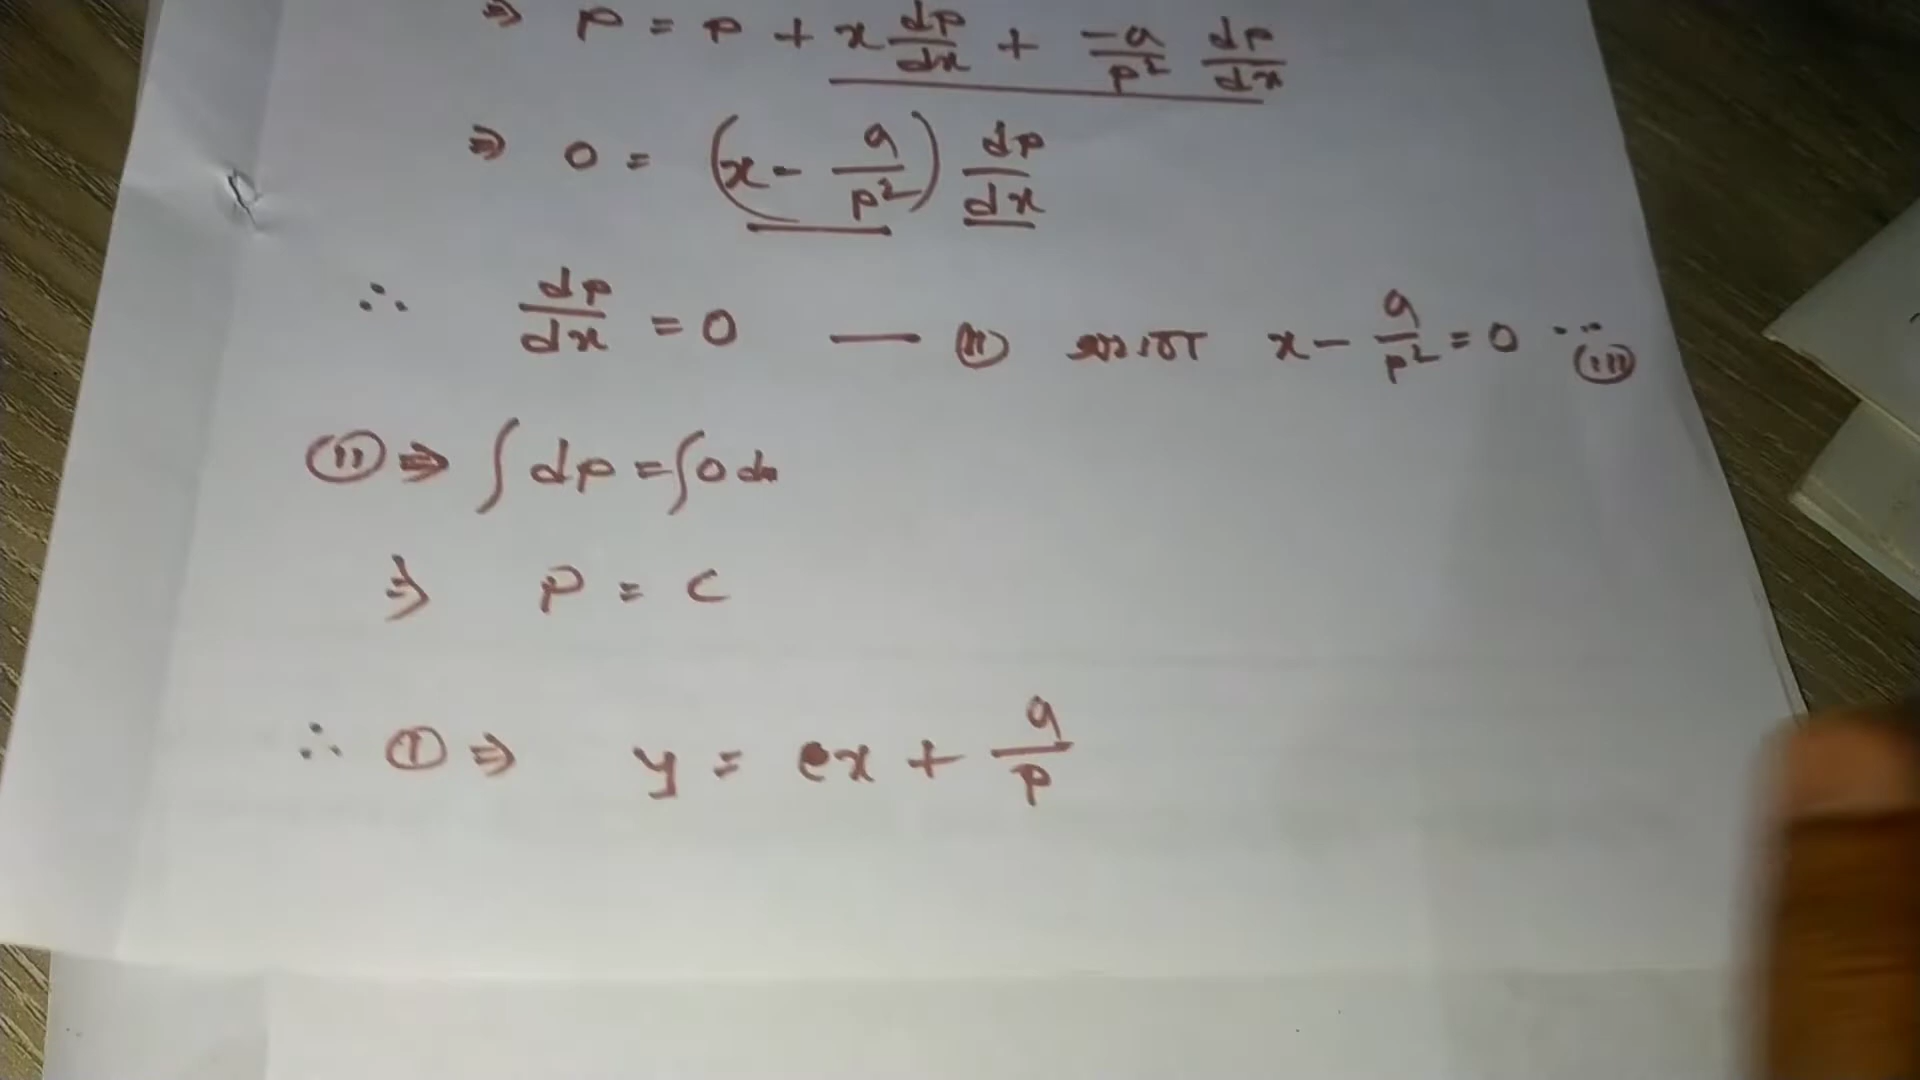 ⇒ p = p + x dp/dx + -a/p² dp/dx
⇒ 0 = (x - a/p²) dp/dx
∴ dp/dx = 0 — (ii) अथवा x - a/p² = 0 ... (iii)
(ii) ⇒ ∫dp = ∫0 dx
⇒ p = c
∴ (i) ⇒ y = cx + a/p